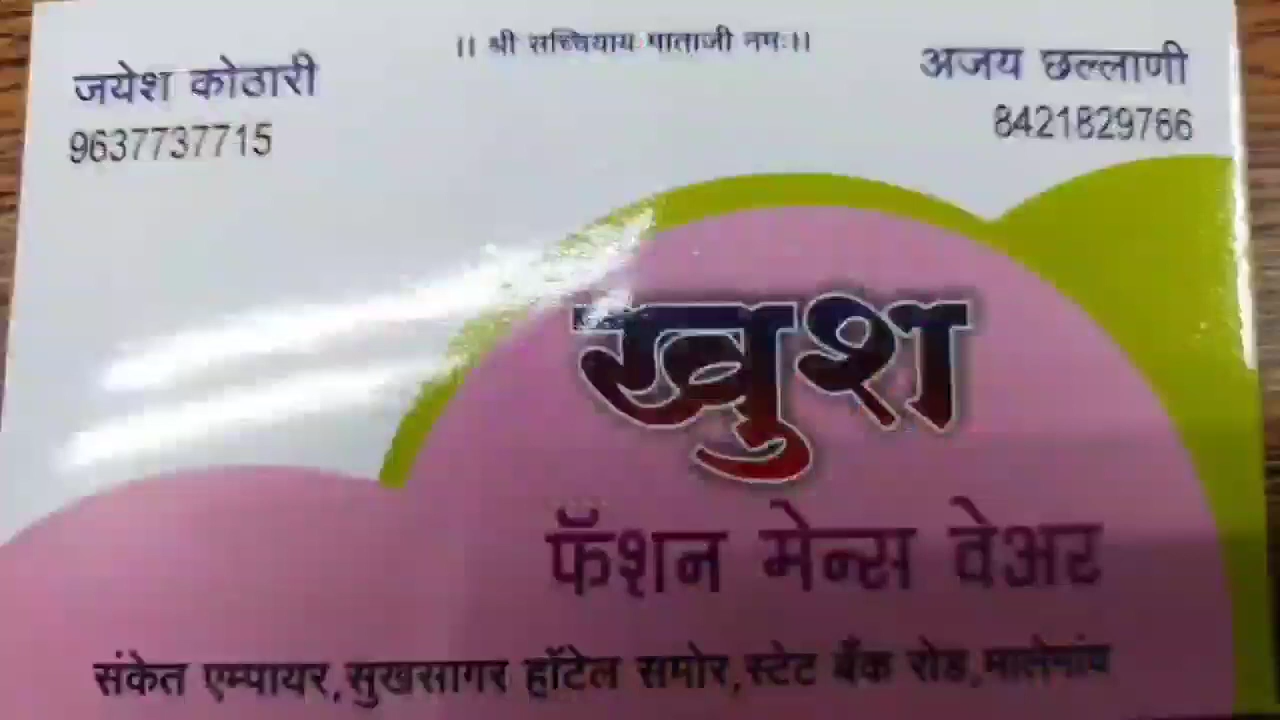 ।। श्री सच्चियाय माताजी नमः।।
जयेश कोठारी
9637737715
अजय छल्लाणी
8421829766
खुश
फॅशन मेन्स वेअर
संकेत एम्पायर,सुखसागर हॉटेल समोर,स्टेट बँक रोड,मालेगांव